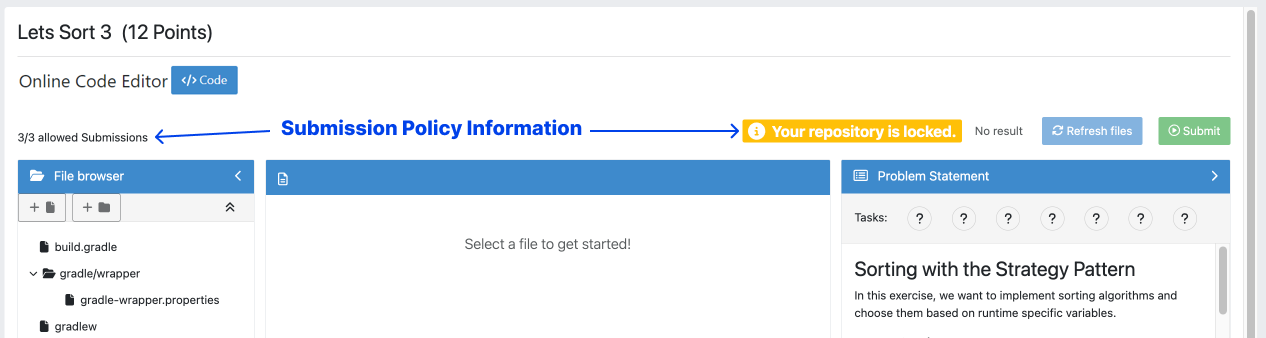 Lets Sort 3 (12 Points)
Online Code Editor </> Code
Submission Policy Information
3/3 allowed Submissions
Your repository is locked.
No result
Refresh files
Submit
File browser
Problem Statement
Tasks: ? ? ? ? ? ? ?
build.gradle
gradle/wrapper
gradle-wrapper.properties
gradlew
Select a file to get started!
Sorting with the Strategy Pattern
In this exercise, we want to implement sorting algorithms and
choose them based on runtime specific variables.